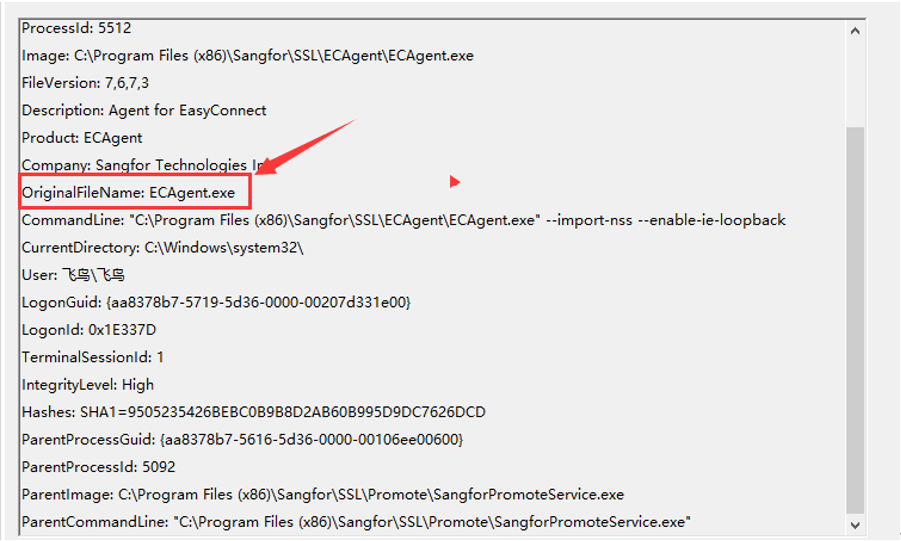 ProcessId: 5512
Image: C:\Program Files (x86)\Sangfor\SSL\ECAgent\ECAgent.exe
FileVersion: 7,6,7,3
Description: Agent for EasyConnect
Product: ECAgent
Company: Sangfor Technologies In
OriginalFileName: ECAgent.exe
CommandLine: "C:\Program Files (x86)\Sangfor\SSL\ECAgent\ECAgent.exe" --import-nss --enable-ie-loopback
CurrentDirectory: C:\Windows\system32\
User: 飞鸟\飞鸟
LogonGuid: {aa8378b7-5719-5d36-0000-00207d331e00}
LogonId: 0x1E337D
TerminalSessionId: 1
IntegrityLevel: High
Hashes: SHA1=9505235426BEBC0B9B8D2AB60B995D9DC7626DCD
ParentProcessGuid: {aa8378b7-5616-5d36-0000-00106ee00600}
ParentProcessId: 5092
ParentImage: C:\Program Files (x86)\Sangfor\SSL\Promote\SangforPromoteService.exe
ParentCommandLine: "C:\Program Files (x86)\Sangfor\SSL\Promote\SangforPromoteService.exe"